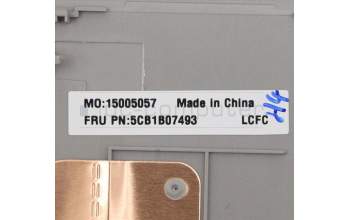 MO:15005057 Made in China
FRU PN:5CB1B07493 LCFC